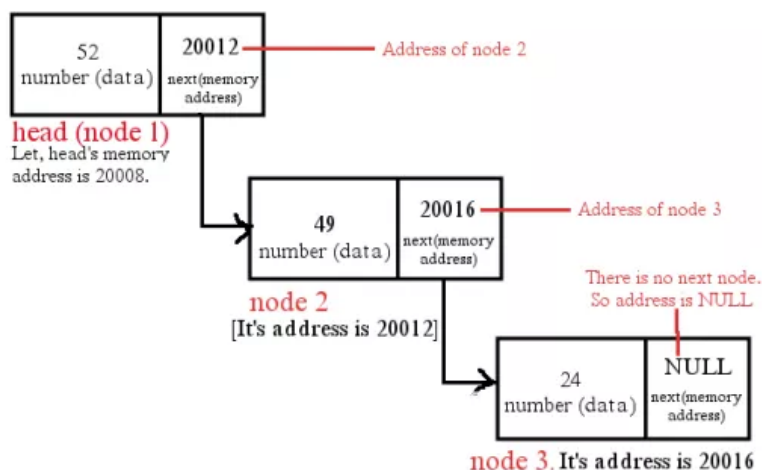 52
number (data)
20012
next(memory
address)
Address of node 2
head (node 1)
Let, head's memory
address is 20008.
49
number (data)
20016
next(memory
address)
Address of node 3
node 2
[It's address is 20012]
There is no next node.
So address is NULL
24
number (data)
NULL
next(memory
address)
node 3. It's address is 20016